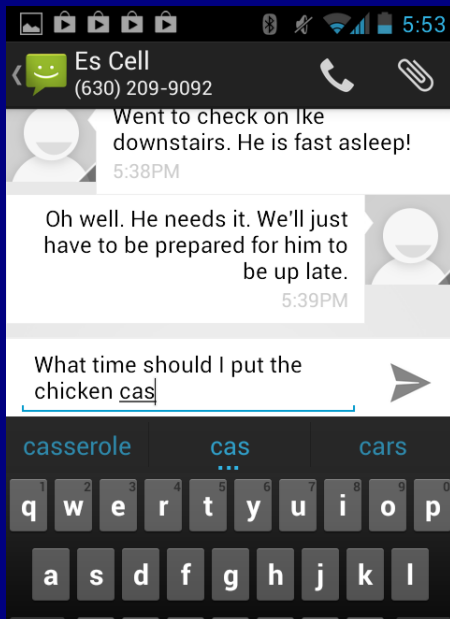 5:53
Es Cell
(630) 209-9092
Went to check on Ike
downstairs. He is fast asleep!
5:38PM
Oh well. He needs it. We'll just
have to be prepared for him to
be up late.
5:39PM
What time should I put the
chicken cas
casserole cas cars
1 2 3 4 5 6 7 8 9 0
q w e r t y u i o p
a s d f g h j k l